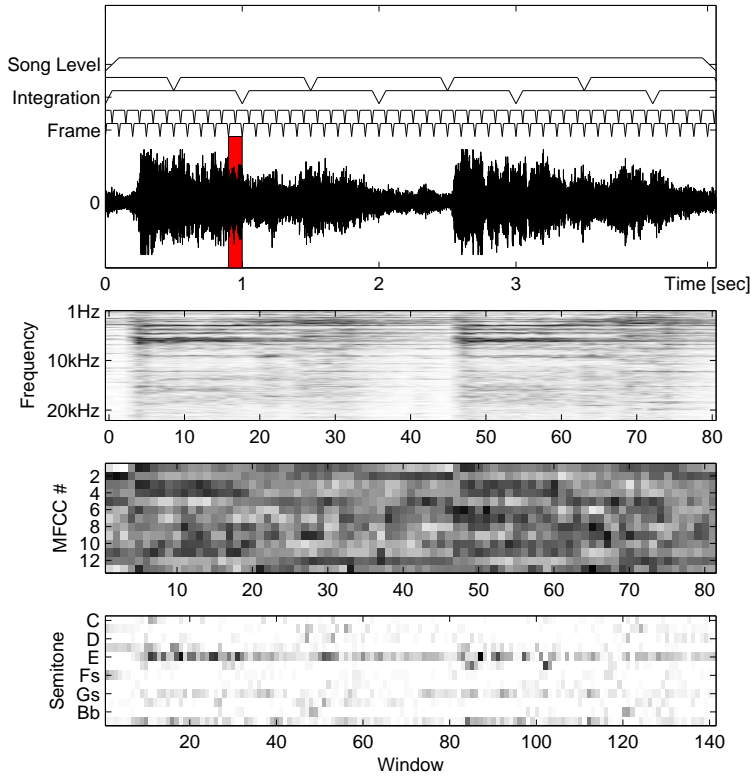 Song Level
Integration
Frame
0
0 1 2 3 Time [sec]
1Hz
10kHz
20kHz
Frequency
0 10 20 30 40 50 60 70 80
2
4
6
8
10
12
MFCC #
10 20 30 40 50 60 70 80
C
D
E
Fs
Gs
Bb
Semitone
20 40 60 80 100 120 140
Window